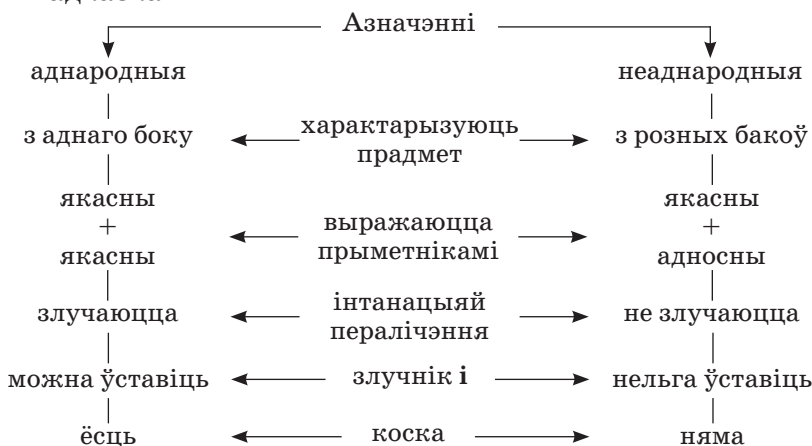 Азначэнні
аднародныя неаднародныя
з аднаго боку характарызуюць прадмет з розных бакоў
якасны
+
якасны
выражаюцца
прыметнікамі
якасны
+
адносны
злучаюцца інтанацыяй пералічэння не злучаюцца
можна ўставіць злучнік і нельга ўставіць
ёсць коска няма